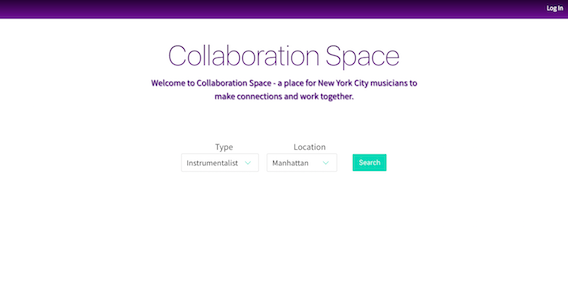 Log In
Collaboration Space
Welcome to Collaboration Space - a place for New York City musicians to
make connections and work together.
Type Location
Instrumentalist Manhattan Search